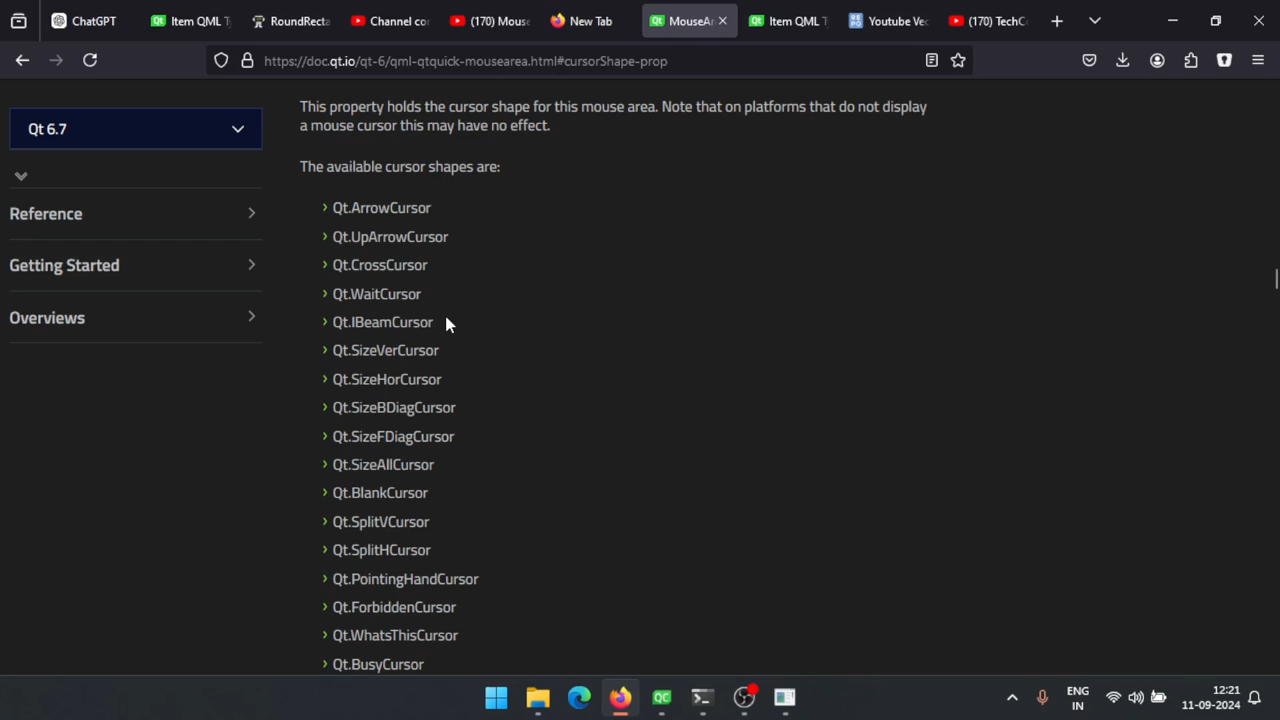 ChatGPT
Item QML T
RoundRecta
Channel co
(170) Mous
New Tab
MouseAr
Item QML T
Youtube Vec
(170) TechC
https://doc.qt.io/qt-6/qml-qtquick-mousearea.html#cursorShape-prop
Qt 6.7
Reference
Getting Started
Overviews
This property holds the cursor shape for this mouse area. Note that on platforms that do not display
a mouse cursor this may have no effect.
The available cursor shapes are:
Qt.ArrowCursor
Qt.UpArrowCursor
Qt.CrossCursor
Qt.WaitCursor
Qt.IBeamCursor
Qt.SizeVerCursor
Qt.SizeHorCursor
Qt.SizeBDiagCursor
Qt.SizeFDiagCursor
Qt.SizeAllCursor
Qt.BlankCursor
Qt.SplitVCursor
Qt.SplitHCursor
Qt.PointingHandCursor
Qt.ForbiddenCursor
Qt.WhatsThisCursor
Qt.BusyCursor
ENG
IN
12:21
11-09-2024